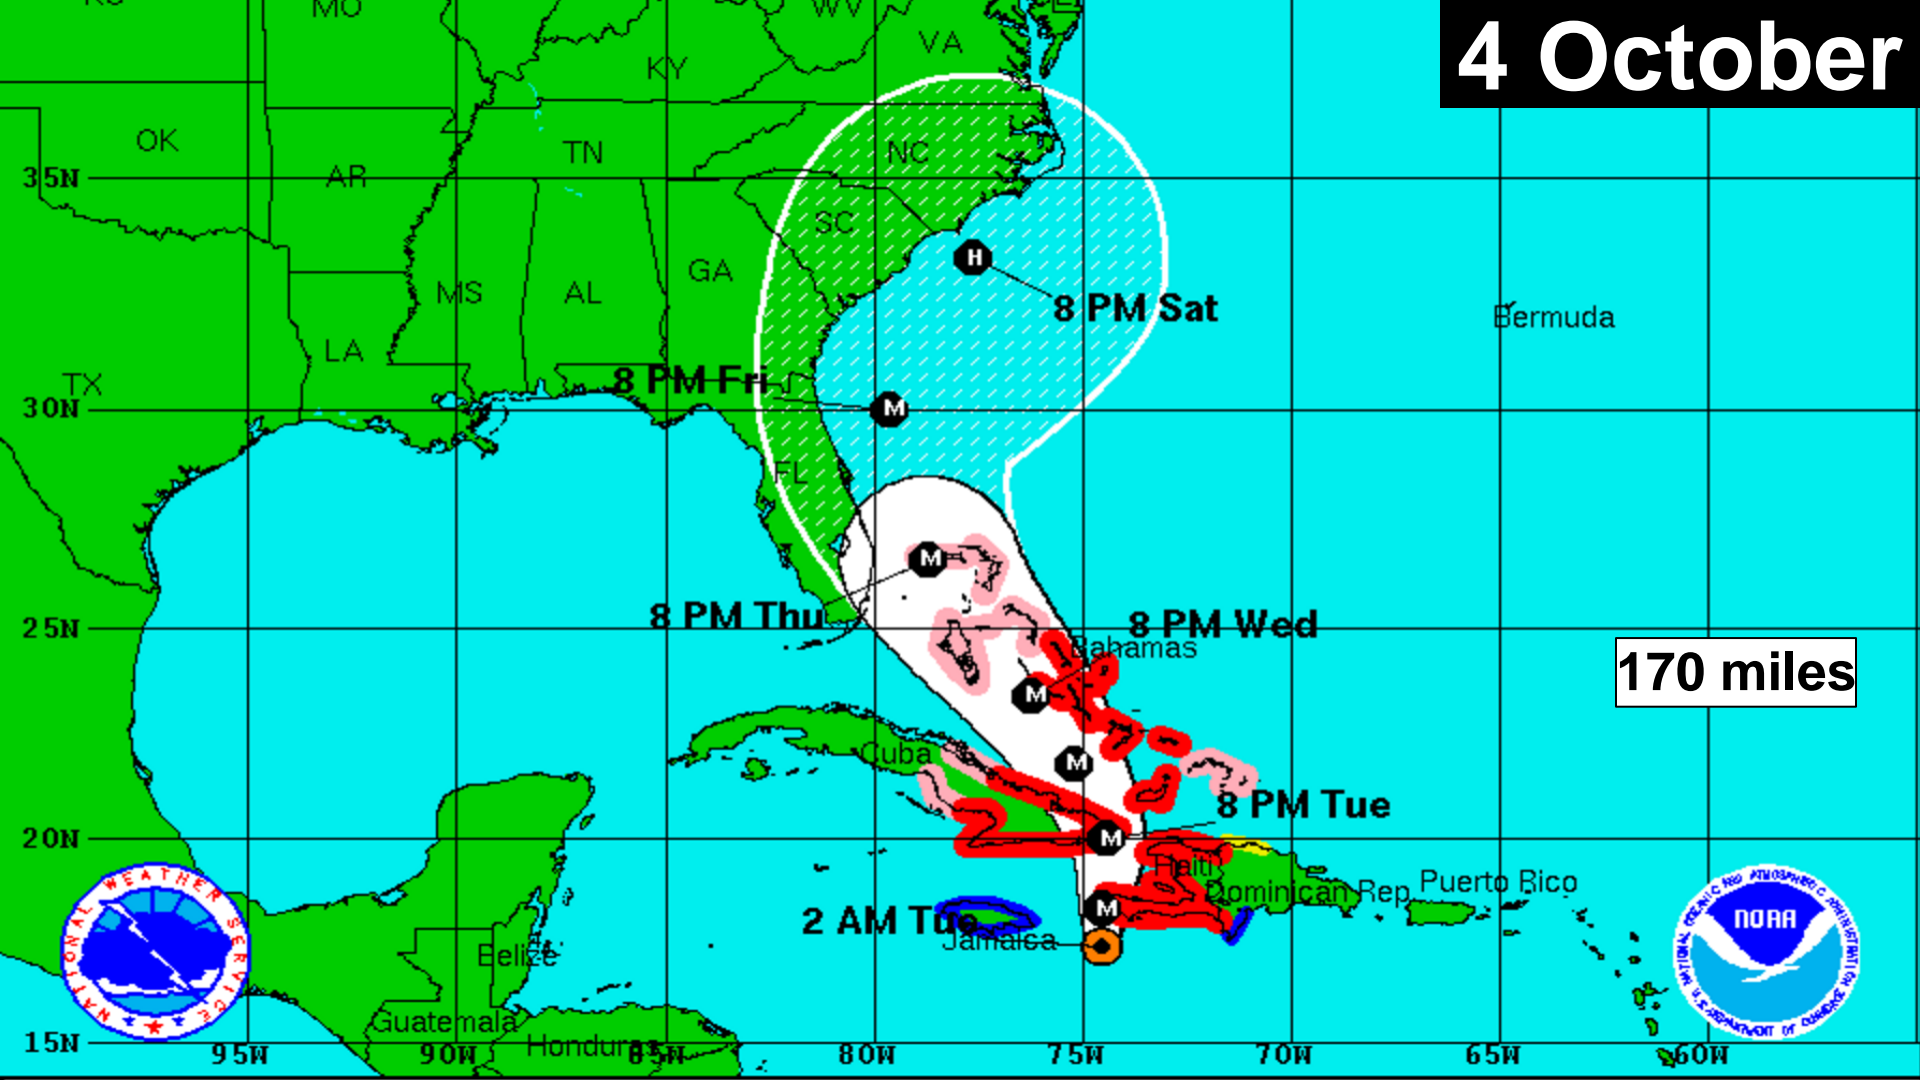 MO
WV
4 October
VA
KY
OK
TN
NC
AR
35N
SC
GA
MS
AL
H
8 PM Sat
Bermuda
LA
TX
8 PM Fri
30N
M
FL
M
8 PM Thu
8 PM Wed
25N
Bahamas
170 miles
M
Cuba
M
8 PM Tue
20N
M
Haiti
Dominican Rep.
Puerto Rico
M
2 AM Tue
Jamaica
NATIONAL WEATHER SERVICE
NOAA
Belize
Guatemala
Honduras
15N
95W
90W
85W
80W
75W
70W
65W
60W